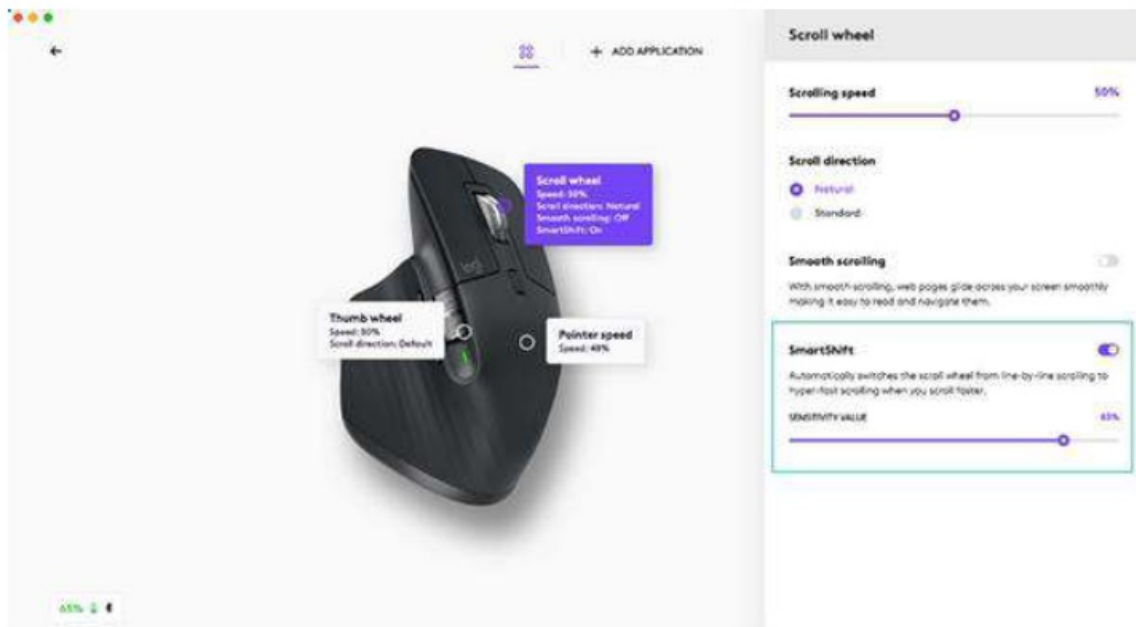 + ADD APPLICATION
Scroll wheel
Speed: 50%
Scroll direction: Natural
Smooth scrolling: Off
SmartShift: On
logi
Thumb wheel
Speed: 50%
Scroll direction: Default
Pointer speed
Speed: 48%
65%
Scroll wheel
Scrolling speed 50%
Scroll direction
Natural
Standard
Smooth scrolling
With smooth scrolling, web pages glide across your screen smoothly
making it easy to read and navigate them.
SmartShift
Automatically switches the scroll wheel from line-by-line scrolling to
hyper-fast scrolling when you scroll faster.
SENSITIVITY VALUE